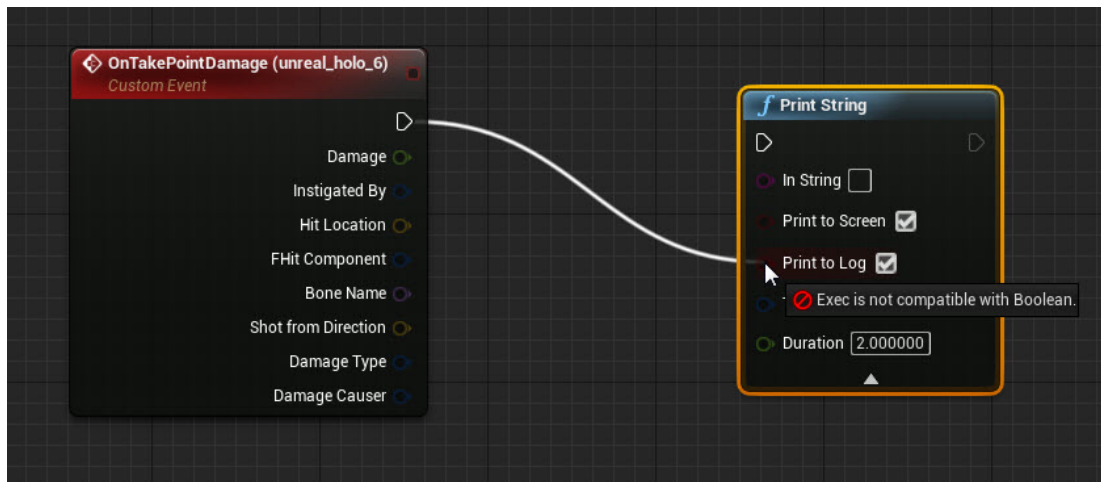 OnTakePointDamage (unreal_holo_6)
Custom Event
Damage
Instigated By
Hit Location
FHit Component
Bone Name
Shot from Direction
Damage Type
Damage Causer
f Print String
In String
Print to Screen
Print to Log
Exec is not compatible with Boolean.
Duration 2.000000